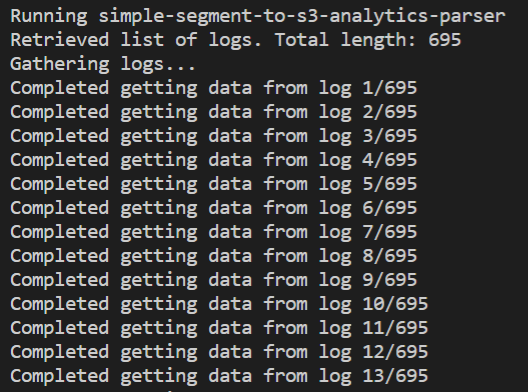 Running simple-segment-to-s3-analytics-parser
Retrieved list of logs. Total length: 695
Gathering logs...
Completed getting data from log 1/695
Completed getting data from log 2/695
Completed getting data from log 3/695
Completed getting data from log 4/695
Completed getting data from log 5/695
Completed getting data from log 6/695
Completed getting data from log 7/695
Completed getting data from log 8/695
Completed getting data from log 9/695
Completed getting data from log 10/695
Completed getting data from log 11/695
Completed getting data from log 12/695
Completed getting data from log 13/695